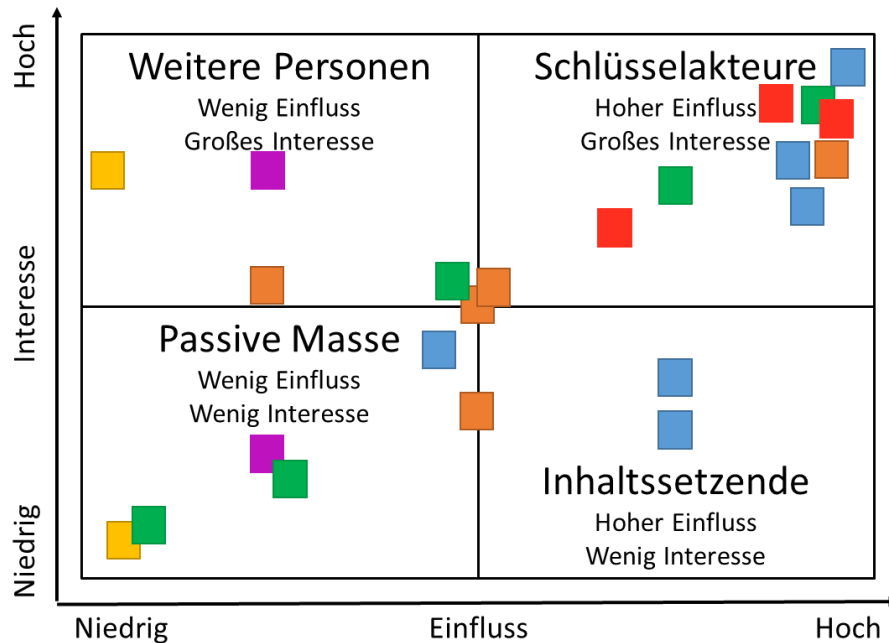 Hoch
Interesse
Niedrig
Weitere Personen
Wenig Einfluss
Großes Interesse
Schlüsselakteure
Hoher Einfluss
Großes Interesse
Passive Masse
Wenig Einfluss
Wenig Interesse
Inhaltssetzende
Hoher Einfluss
Wenig Interesse
Niedrig
Einfluss
Hoch